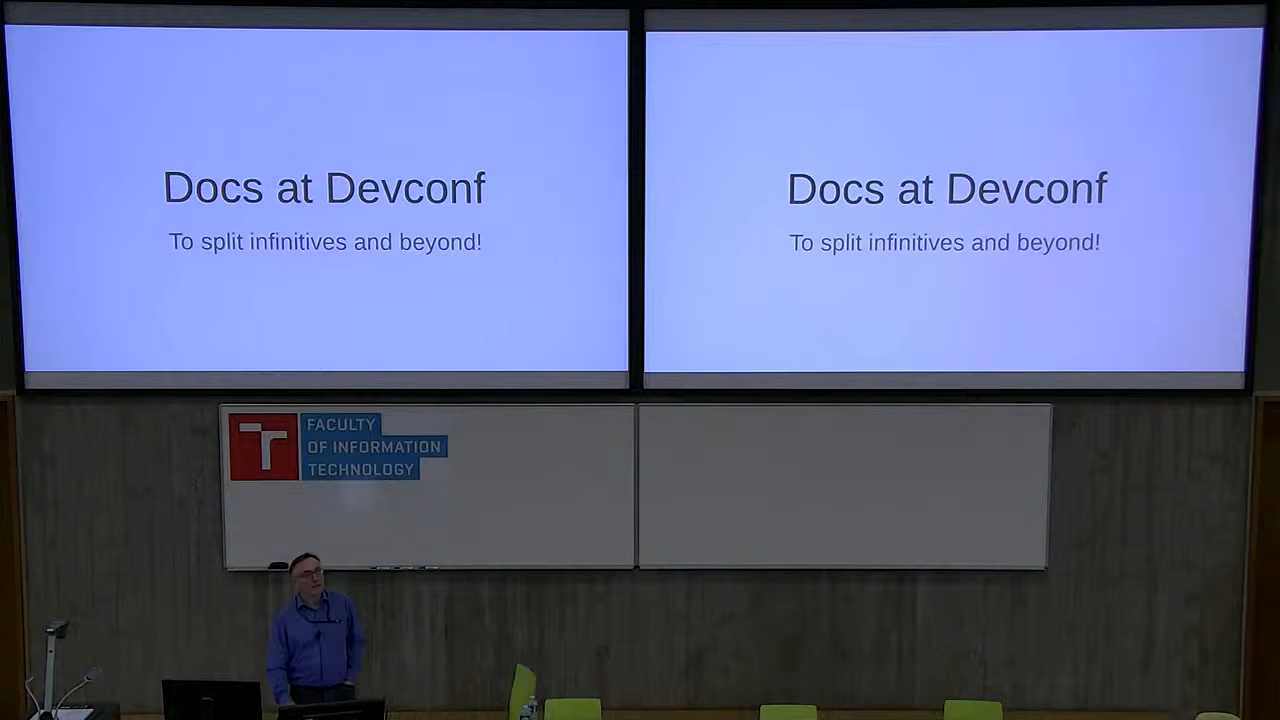 Docs at Devconf
To split infinitives and beyond!
Docs at Devconf
To split infinitives and beyond!
FACULTY
OF INFORMATION
TECHNOLOGY